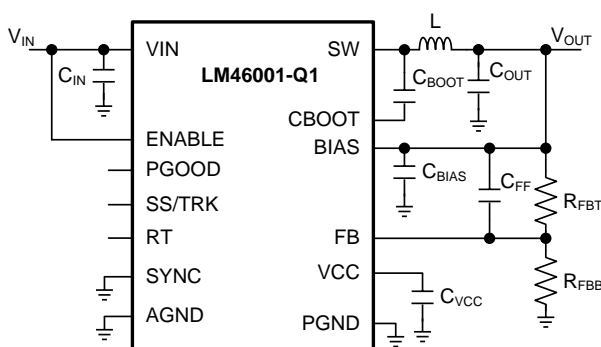 VIN
VOUT
L
VIN
SW
CIN
LM46001-Q1
CBOOT
COUT
CBOOT
ENABLE
BIAS
PGOOD
CBIAS
CFF
RFBT
SS/TRK
RT
FB
SYNC
VCC
CVCC
RFBB
AGND
PGND